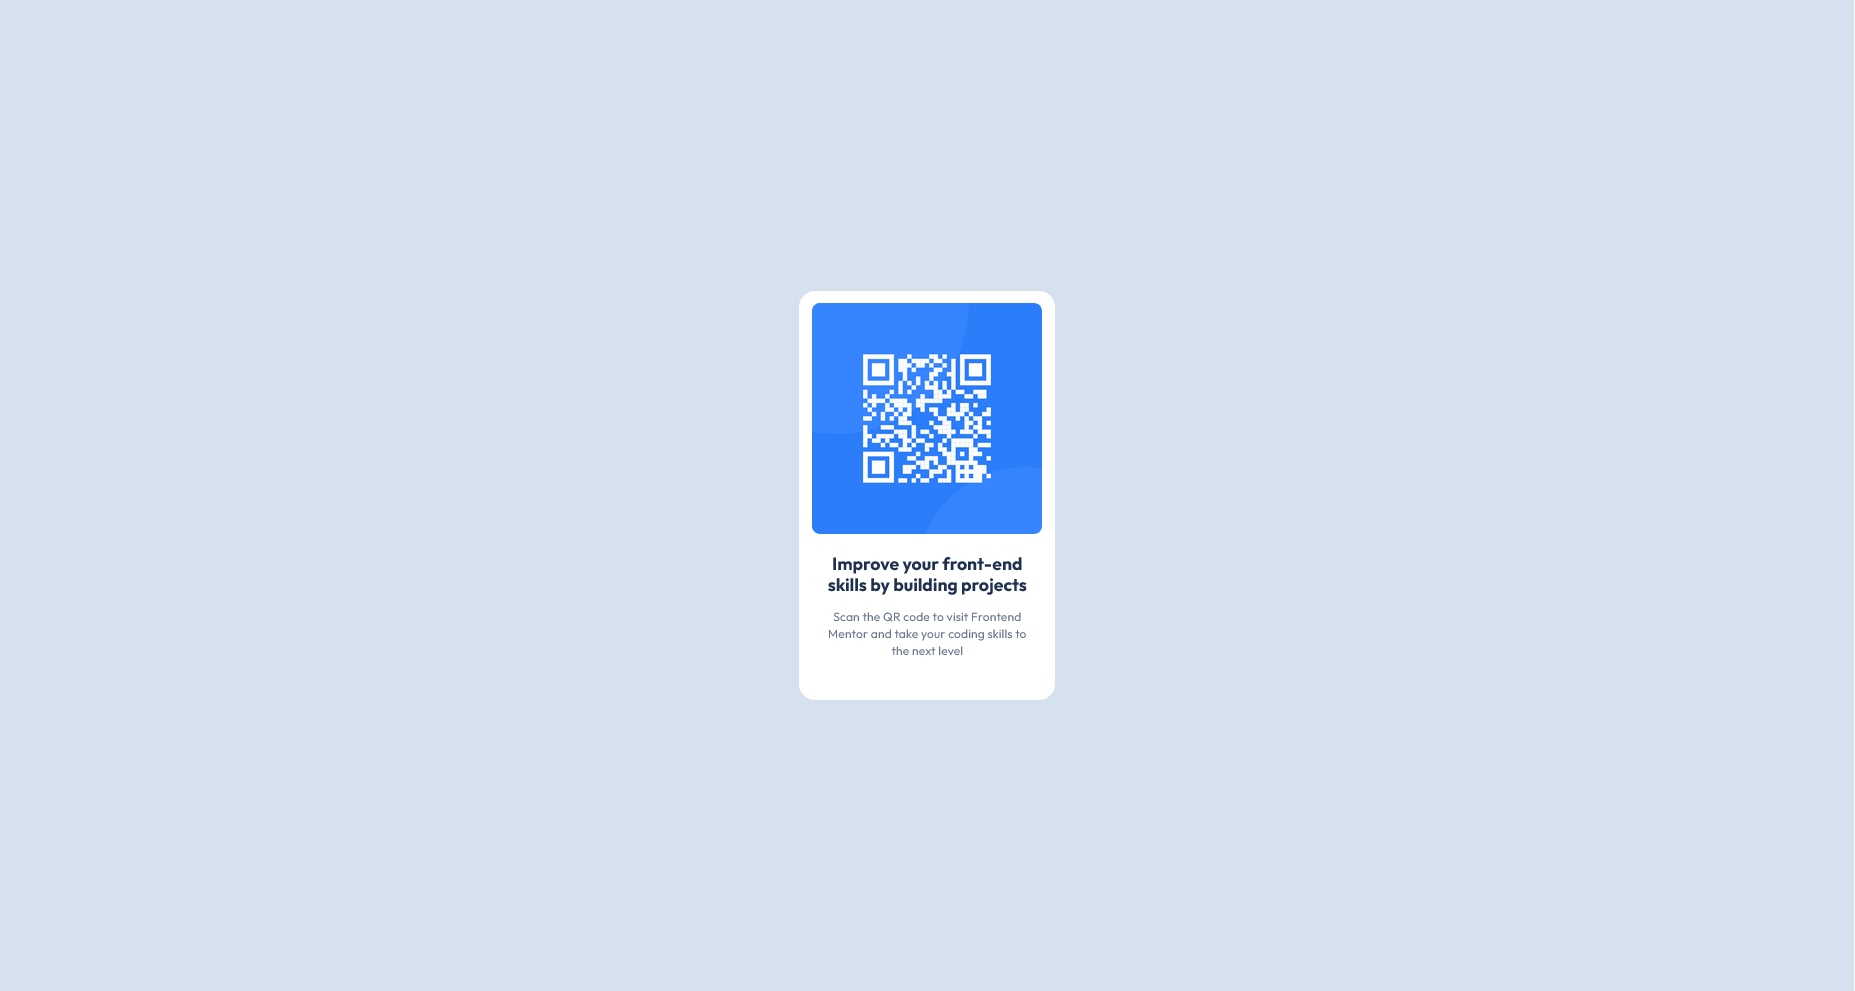 Improve your front-end
skills by building projects
Scan the QR code to visit Frontend
Mentor and take your coding skills to
the next level